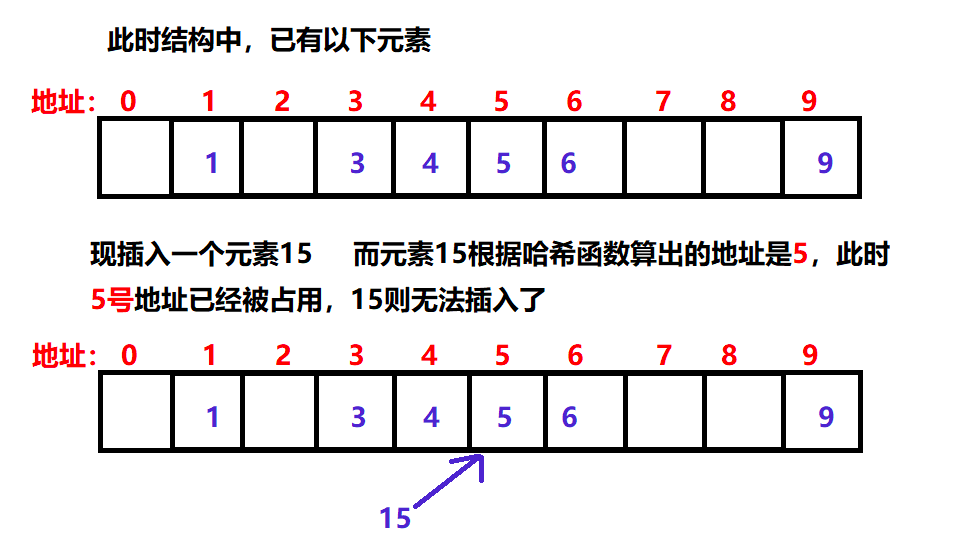 此时结构中，已有以下元素
地址： 0 1 2 3 4 5 6 7 8 9
1 3 4 5 6 9
现插入一个元素15 而元素15根据哈希函数算出的地址是5，此时
5号地址已经被占用，15则无法插入了
地址： 0 1 2 3 4 5 6 7 8 9
1 3 4 5 6 9
15